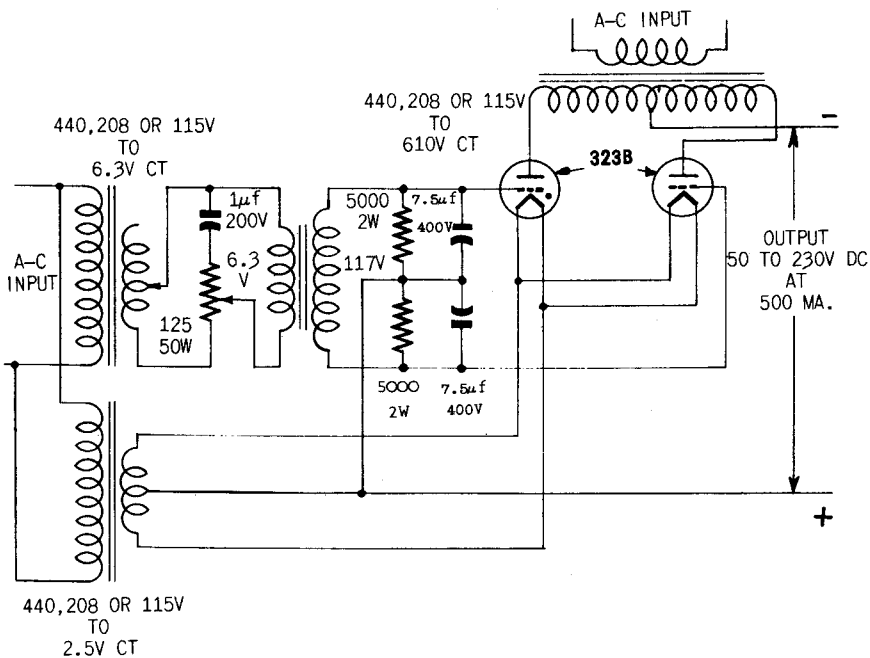 A-C INPUT
440,208 OR 115V
TO
610V CT
-
440,208 OR 115V
TO
6.3V CT
323B
1µf
200V
5000
2W
7.5µf
400V
A-C
INPUT
6.3
V
117V
OUTPUT
50 TO 230V DC
AT
500 MA.
125
50W
5000
2W
7.5µf
400V
+
440,208 OR 115V
TO
2.5V CT